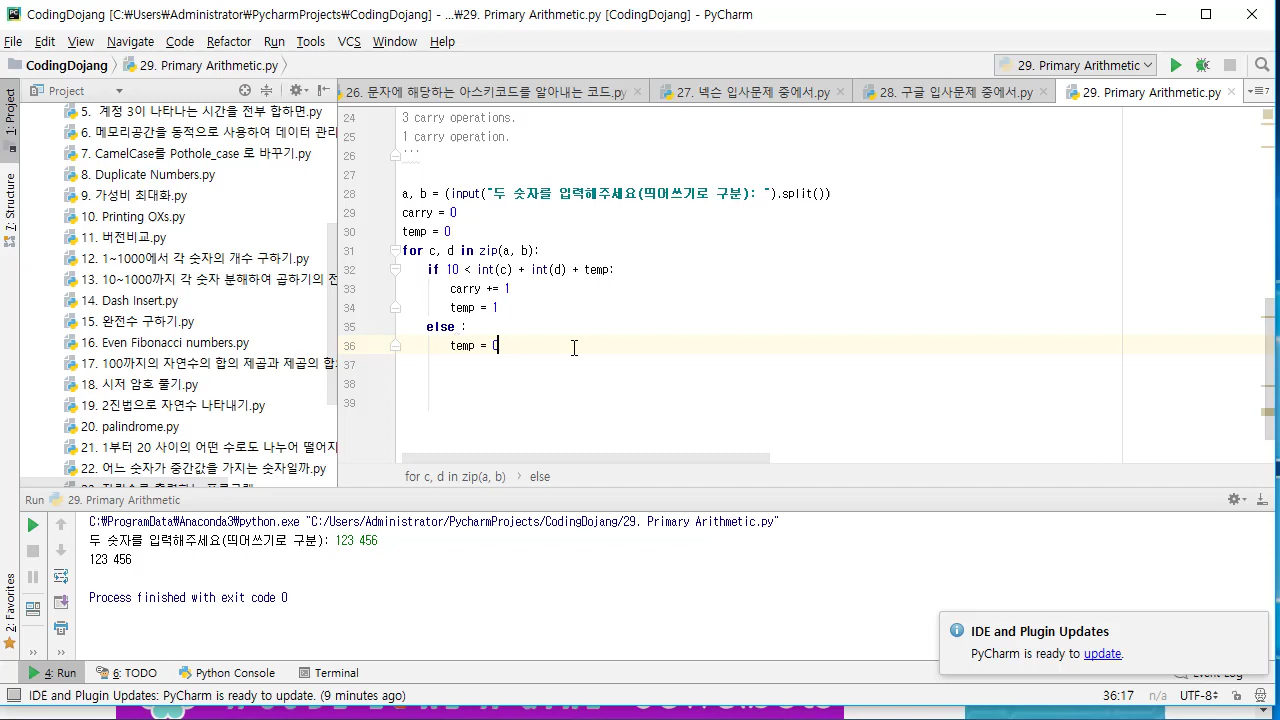 CodingDojang [C:₩Users₩Administrator₩PycharmProjects₩CodingDojang] - ...₩29. Primary Arithmetic.py [CodingDojang] - PyCharm
File Edit View Navigate Code Refactor Run Tools VCS Window Help
CodingDojang 29. Primary Arithmetic.py 29. Primary Arithmetic
1: Project
7: Structure
2: Favorites
Project
26. 문자에 해당하는 아스키코드를 알아내는 코드.py 27. 넥슨 입사문제 중에서.py 28. 구글 입사문제 중에서.py 29. Primary Arithmetic.py
5. 계정 3이 나타나는 시간을 전부 합하면.py
6. 메모리공간을 동적으로 사용하여 데이터 관리
7. CamelCase를 Pothole_case 로 바꾸기.py
8. Duplicate Numbers.py
9. 가성비 최대화.py
10. Printing OXs.py
11. 버전비교.py
12. 1~1000에서 각 숫자의 개수 구하기.py
13. 10~1000까지 각 숫자 분해하여 곱하기의 전
14. Dash Insert.py
15. 완전수 구하기.py
16. Even Fibonacci numbers.py
17. 100까지의 자연수의 합의 제곱과 제곱의 합
18. 시저 암호 풀기.py
19. 2진법으로 자연수 나타내기.py
20. palindrome.py
21. 1부터 20 사이의 어떤 수로도 나누어 떨어지
22. 어느 숫자가 중간값을 가지는 숫자일까.py
24 3 carry operations.
25 1 carry operation.
26 '''
27
28 a, b = (input("두 숫자를 입력해주세요(띄어쓰기로 구분): ").split())
29 carry = 0
30 temp = 0
31 for c, d in zip(a, b):
32 if 10 < int(c) + int(d) + temp:
33 carry += 1
34 temp = 1
35 else :
36 temp = 0
37
38
39
for c, d in zip(a, b) › else
Run 29. Primary Arithmetic
C:₩ProgramData₩Anaconda3₩python.exe "C:/Users/Administrator/PycharmProjects/CodingDojang/29. Primary Arithmetic.py"
두 숫자를 입력해주세요(띄어쓰기로 구분): 123 456
123 456
Process finished with exit code 0
IDE and Plugin Updates
PyCharm is ready to update.
4: Run 6: TODO Python Console Terminal Event Log
IDE and Plugin Updates: PyCharm is ready to update. (9 minutes ago) 36:17 n/a UTF-8